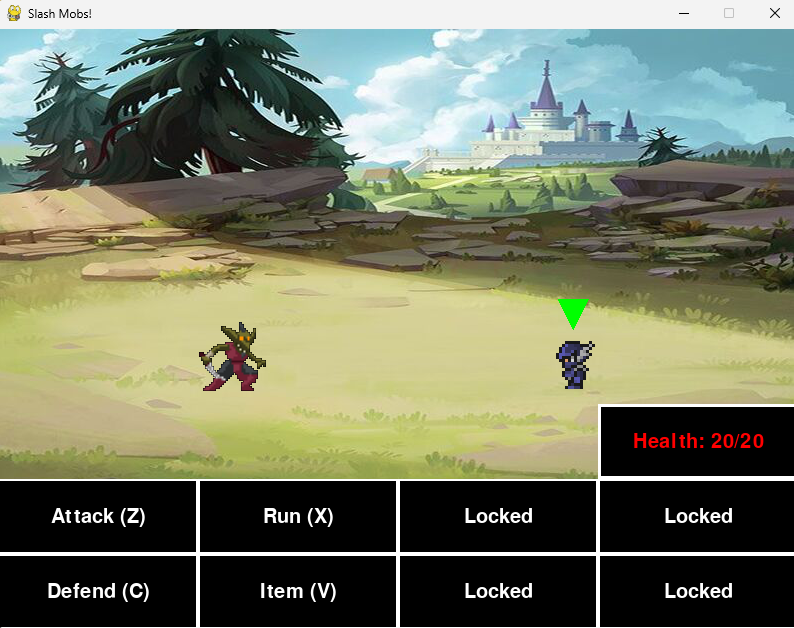 Slash Mobs!
Health: 20/20
Attack (Z)
Run (X)
Locked
Locked
Defend (C)
Item (V)
Locked
Locked